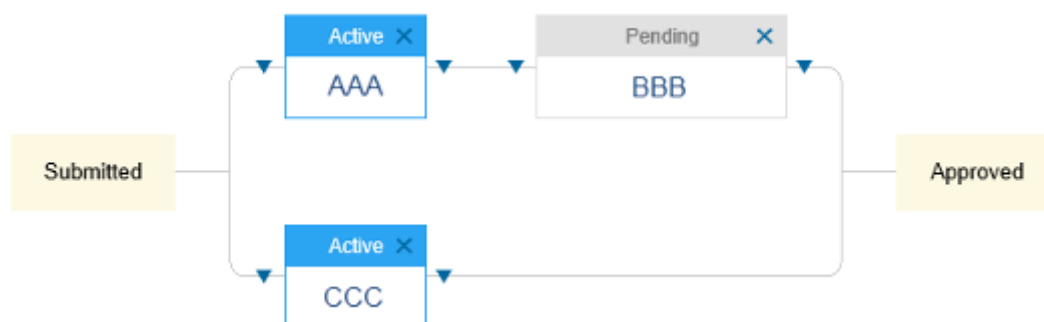 Active
Pending
AAA
BBB
Submitted
Approved
Active
CCC